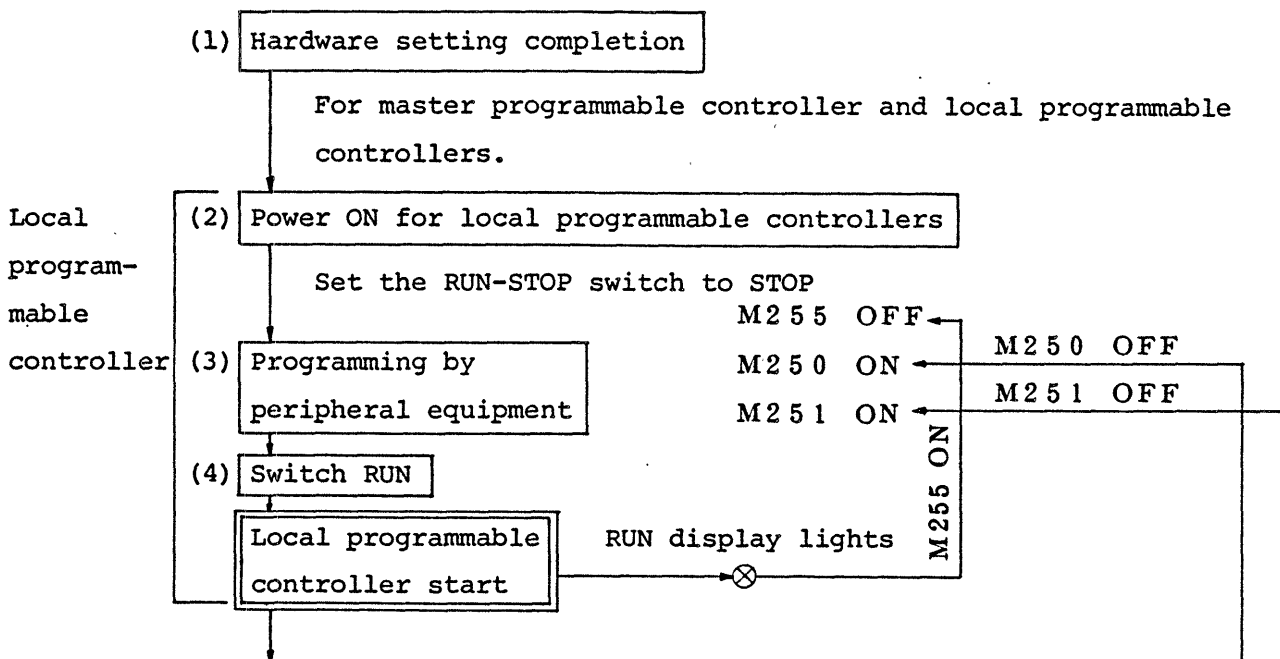 (1) Hardware setting completion
For master programmable controller and local programmable
controllers.
Local
program-
mable
controller
(2) Power ON for local programmable controllers
Set the RUN-STOP switch to STOP
M255 OFF
M250 ON
M251 ON
M250 OFF
M251 OFF
M255 ON
(3) Programming by
peripheral equipment
(4) Switch RUN
Local programmable
controller start
RUN display lights